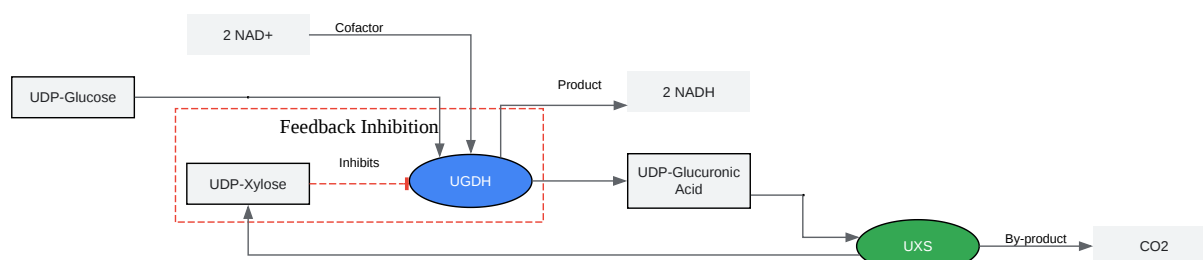 2 NAD+
Cofactor
UDP-Glucose
Product
2 NADH
Feedback Inhibition
Inhibits
UDP-Xylose
UGDH
UDP-Glucuronic
Acid
UXS
By-product
CO2